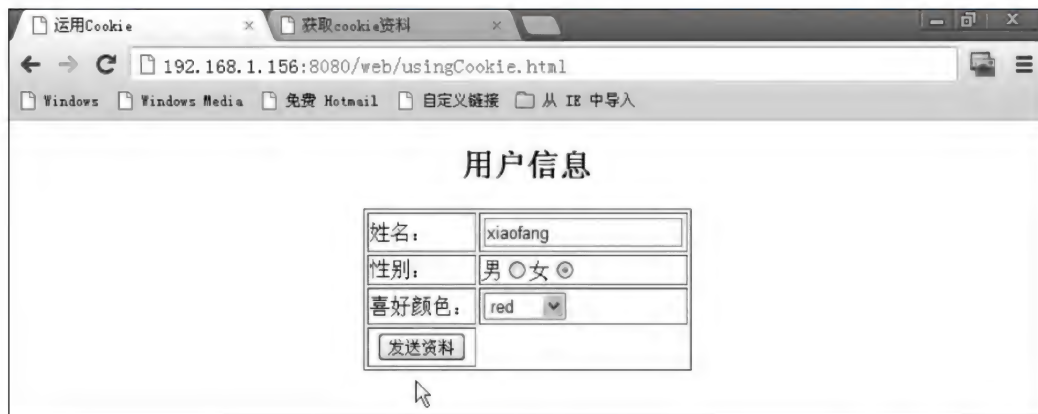 运用Cookie 获取cookie资料
192.168.1.156:8080/web/usingCookie.html
Windows Windows Media 免费 Hotmail 自定义链接 从 IE 中导入
用户信息
姓名： xiaofang
性别： 男 女
喜好颜色： red
发送资料